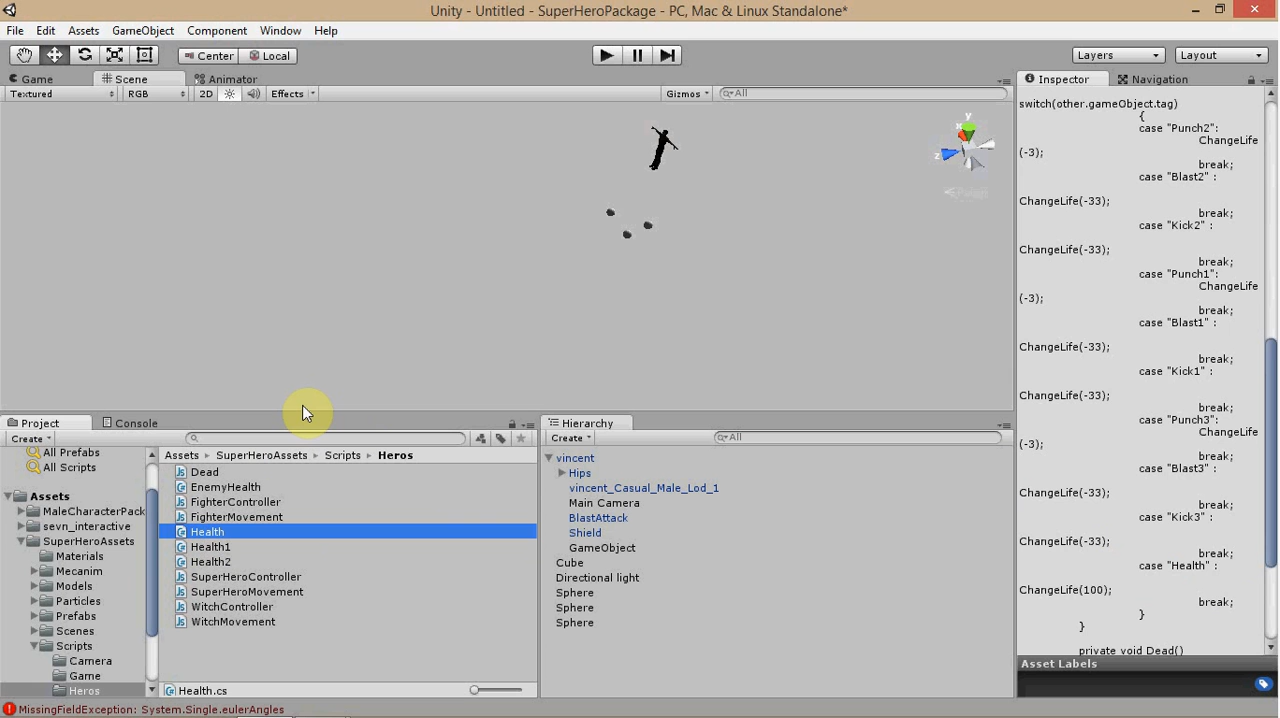 Unity - Untitled - SuperHeroPackage - PC, Mac & Linux Standalone*
File Edit Assets GameObject Component Window Help
Center Local Layers Layout
Game Scene Animator
Textured RGB 2D Effects Gizmos All
Inspector Navigation
switch(other.gameObject.tag)
{
case "Punch2":
ChangeLife
(-3);
break;
case "Blast2" :
ChangeLife(-33);
break;
case "Kick2" :
ChangeLife(-33);
break;
case "Punch1":
ChangeLife
(-3);
break;
case "Blast1" :
ChangeLife(-33);
break;
case "Kick1" :
ChangeLife(-33);
break;
case "Punch3":
ChangeLife
(-3);
break;
case "Blast3" :
ChangeLife(-33);
break;
case "Kick3" :
ChangeLife(-33);
break;
case "Health" :
ChangeLife(100);
break;
}
}
private void Dead()
Asset Labels
y
x
z
Project Console
Create
All Prefabs
All Scripts
Assets
MaleCharacterPack
sevn_interactive
SuperHeroAssets
Materials
Mecanim
Models
Particles
Prefabs
Scenes
Scripts
Camera
Game
Heros
Assets SuperHeroAssets Scripts Heros
Dead
EnemyHealth
FighterController
FighterMovement
Health
Health1
Health2
SuperHeroController
SuperHeroMovement
WitchController
WitchMovement
Health.cs
Hierarchy
Create All
vincent
Hips
vincent_Casual_Male_Lod_1
Main Camera
BlastAttack
Shield
GameObject
Cube
Directional light
Sphere
Sphere
Sphere
MissingFieldException: System.Single.eulerAngles